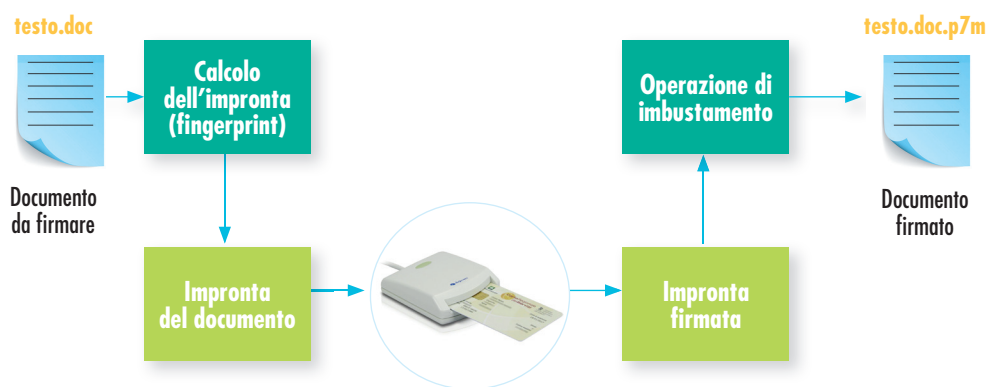 testo.doc
Documento
da firmare
Calcolo
dell'impronta
(fingerprint)
Impronta
del documento
Impronta
firmata
Operazione di
imbustamento
testo.doc.p7m
Documento
firmato